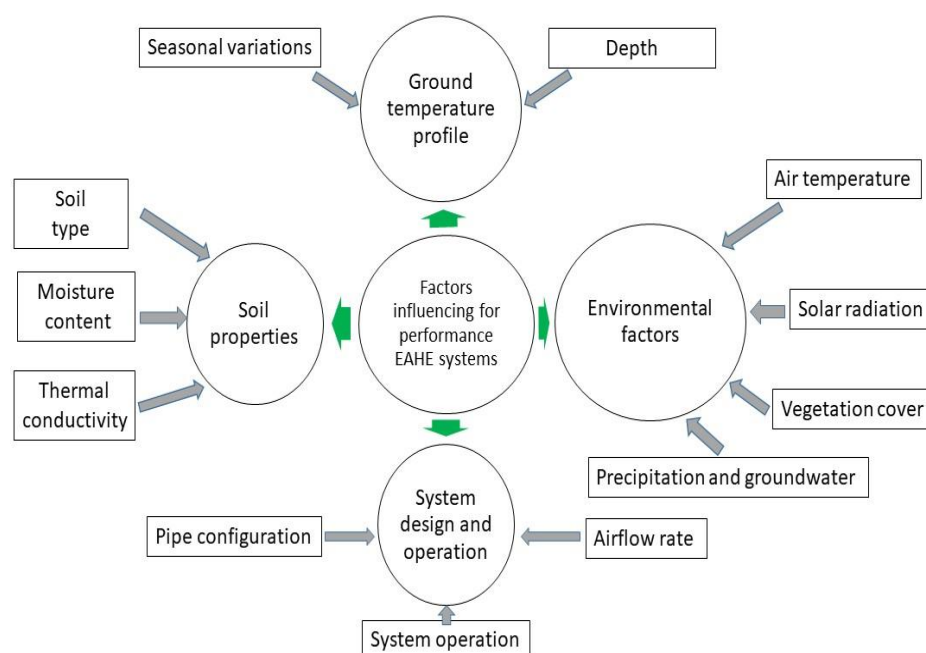 Seasonal variations
Depth
Ground
temperature
profile
Air temperature
Soil
type
Moisture
content
Thermal
conductivity
Soil
properties
Factors
influencing for
performance
EAHE systems
Environmental
factors
Solar radiation
Vegetation cover
Precipitation and groundwater
System
design and
operation
Pipe configuration
Airflow rate
System operation